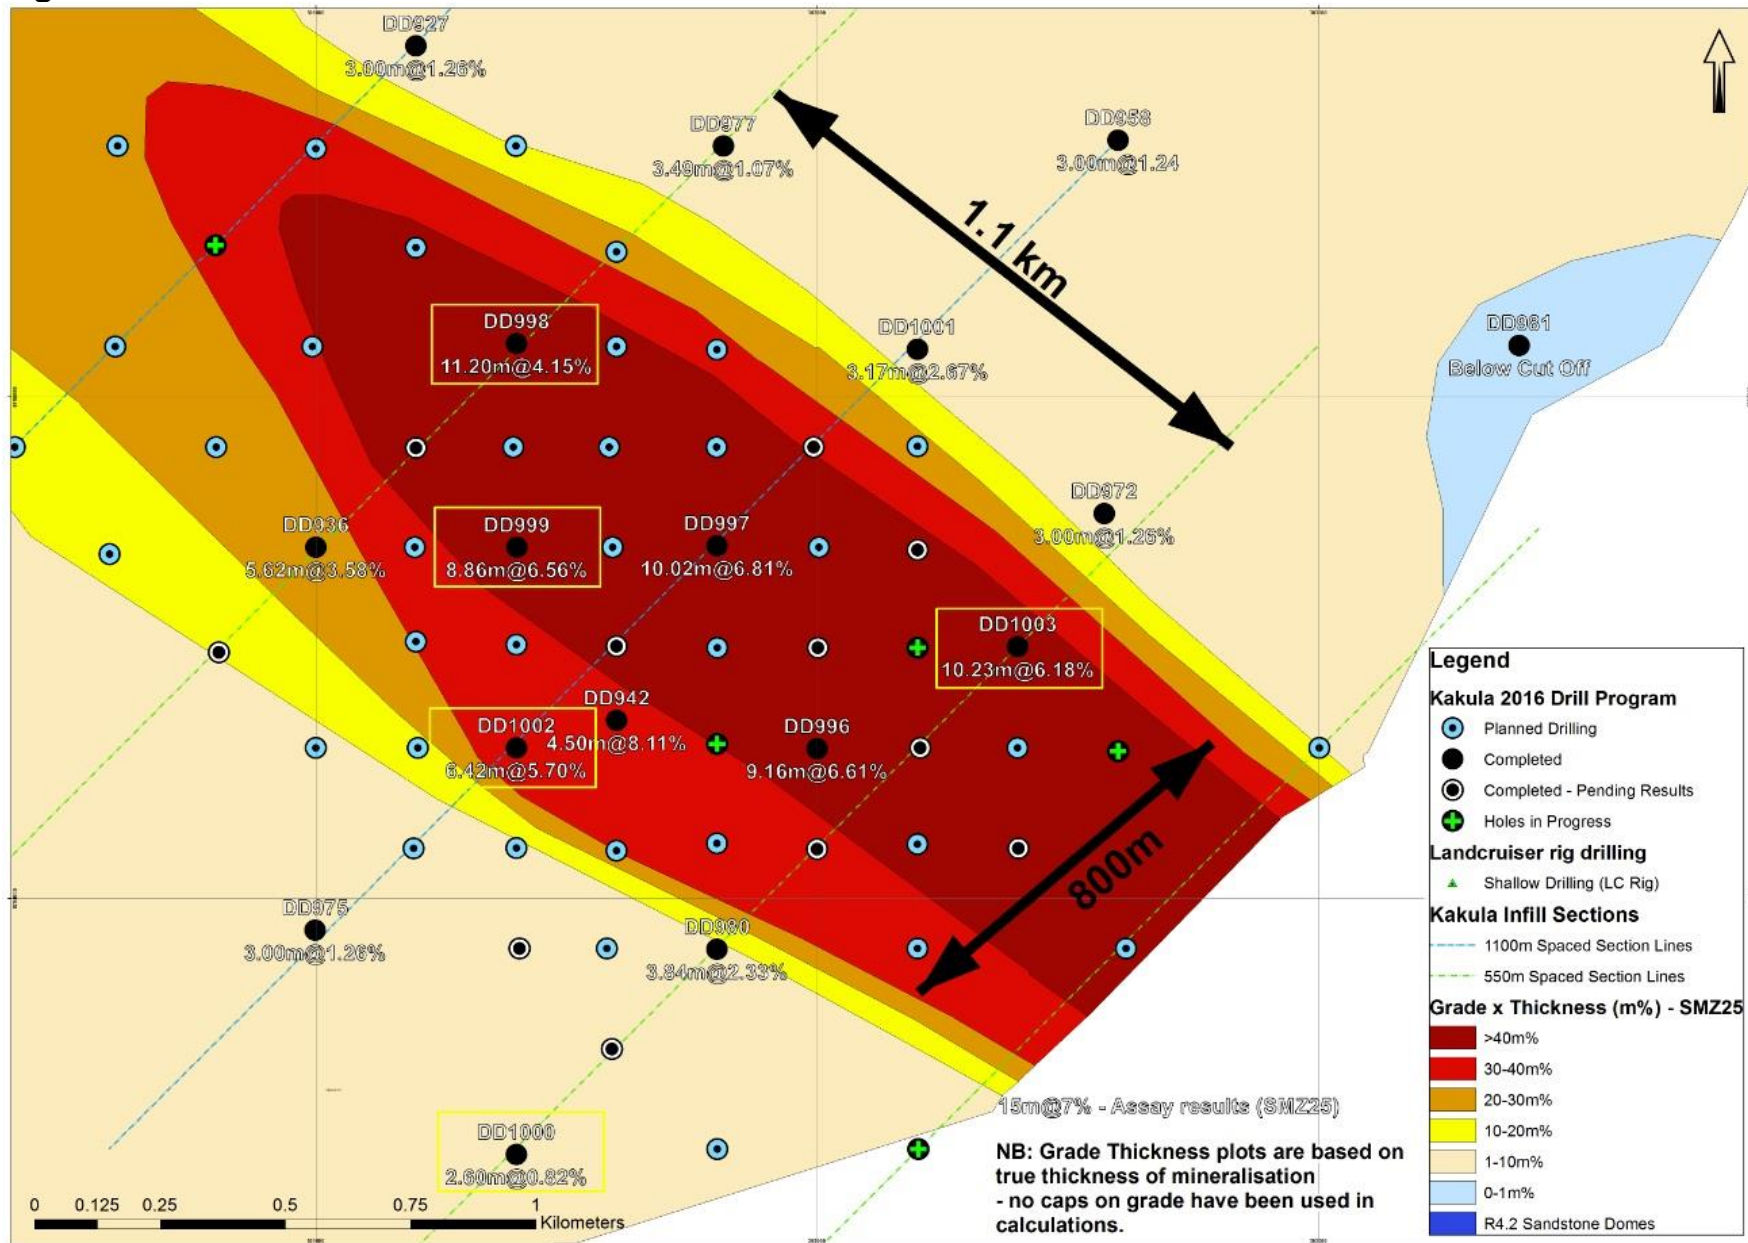 DD927
3.00m@1.26%
DD977
3.49m@1.07%
DD958
3.00m@1.24
1.1 km
DD998
11.20m@4.15%
DD1001
3.17m@2.67%
DD981
Below Cut Off
DD936
5.62m@3.58%
DD999
8.86m@6.56%
DD997
10.02m@6.81%
DD972
3.00m@1.26%
DD1003
10.23m@6.18%
DD942
4.50m@8.11%
DD1002
6.42m@5.70%
DD996
9.16m@6.61%
800m
DD975
3.00m@1.26%
DD980
3.84m@2.33%
DD1000
2.60m@0.82%
15m@7% - Assay results (SMZ25)
NB: Grade Thickness plots are based on
true thickness of mineralisation
- no caps on grade have been used in
calculations.
0 0.125 0.25 0.5 0.75 1
Kilometers
Legend
Kakula 2016 Drill Program
Planned Drilling
Completed
Completed - Pending Results
Holes in Progress
Landcruiser rig drilling
Shallow Drilling (LC Rig)
Kakula Infill Sections
1100m Spaced Section Lines
550m Spaced Section Lines
Grade x Thickness (m%) - SMZ25
>40m%
30-40m%
20-30m%
10-20m%
1-10m%
0-1m%
R4.2 Sandstone Domes